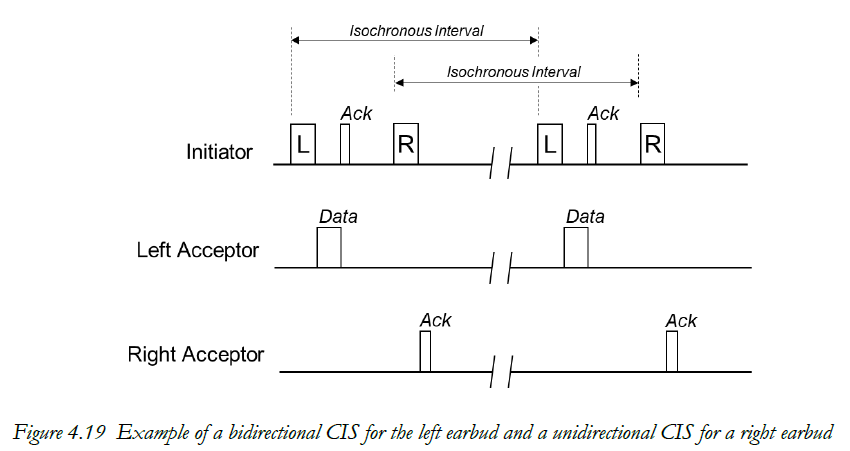 Isochronous Interval
Isochronous Interval
Ack
Ack
Initiator
L
R
L
R
Data
Data
Left Acceptor
Ack
Ack
Right Acceptor
Figure 4.19 Example of a bidirectional CIS for the left earbud and a unidirectional CIS for a right earbud